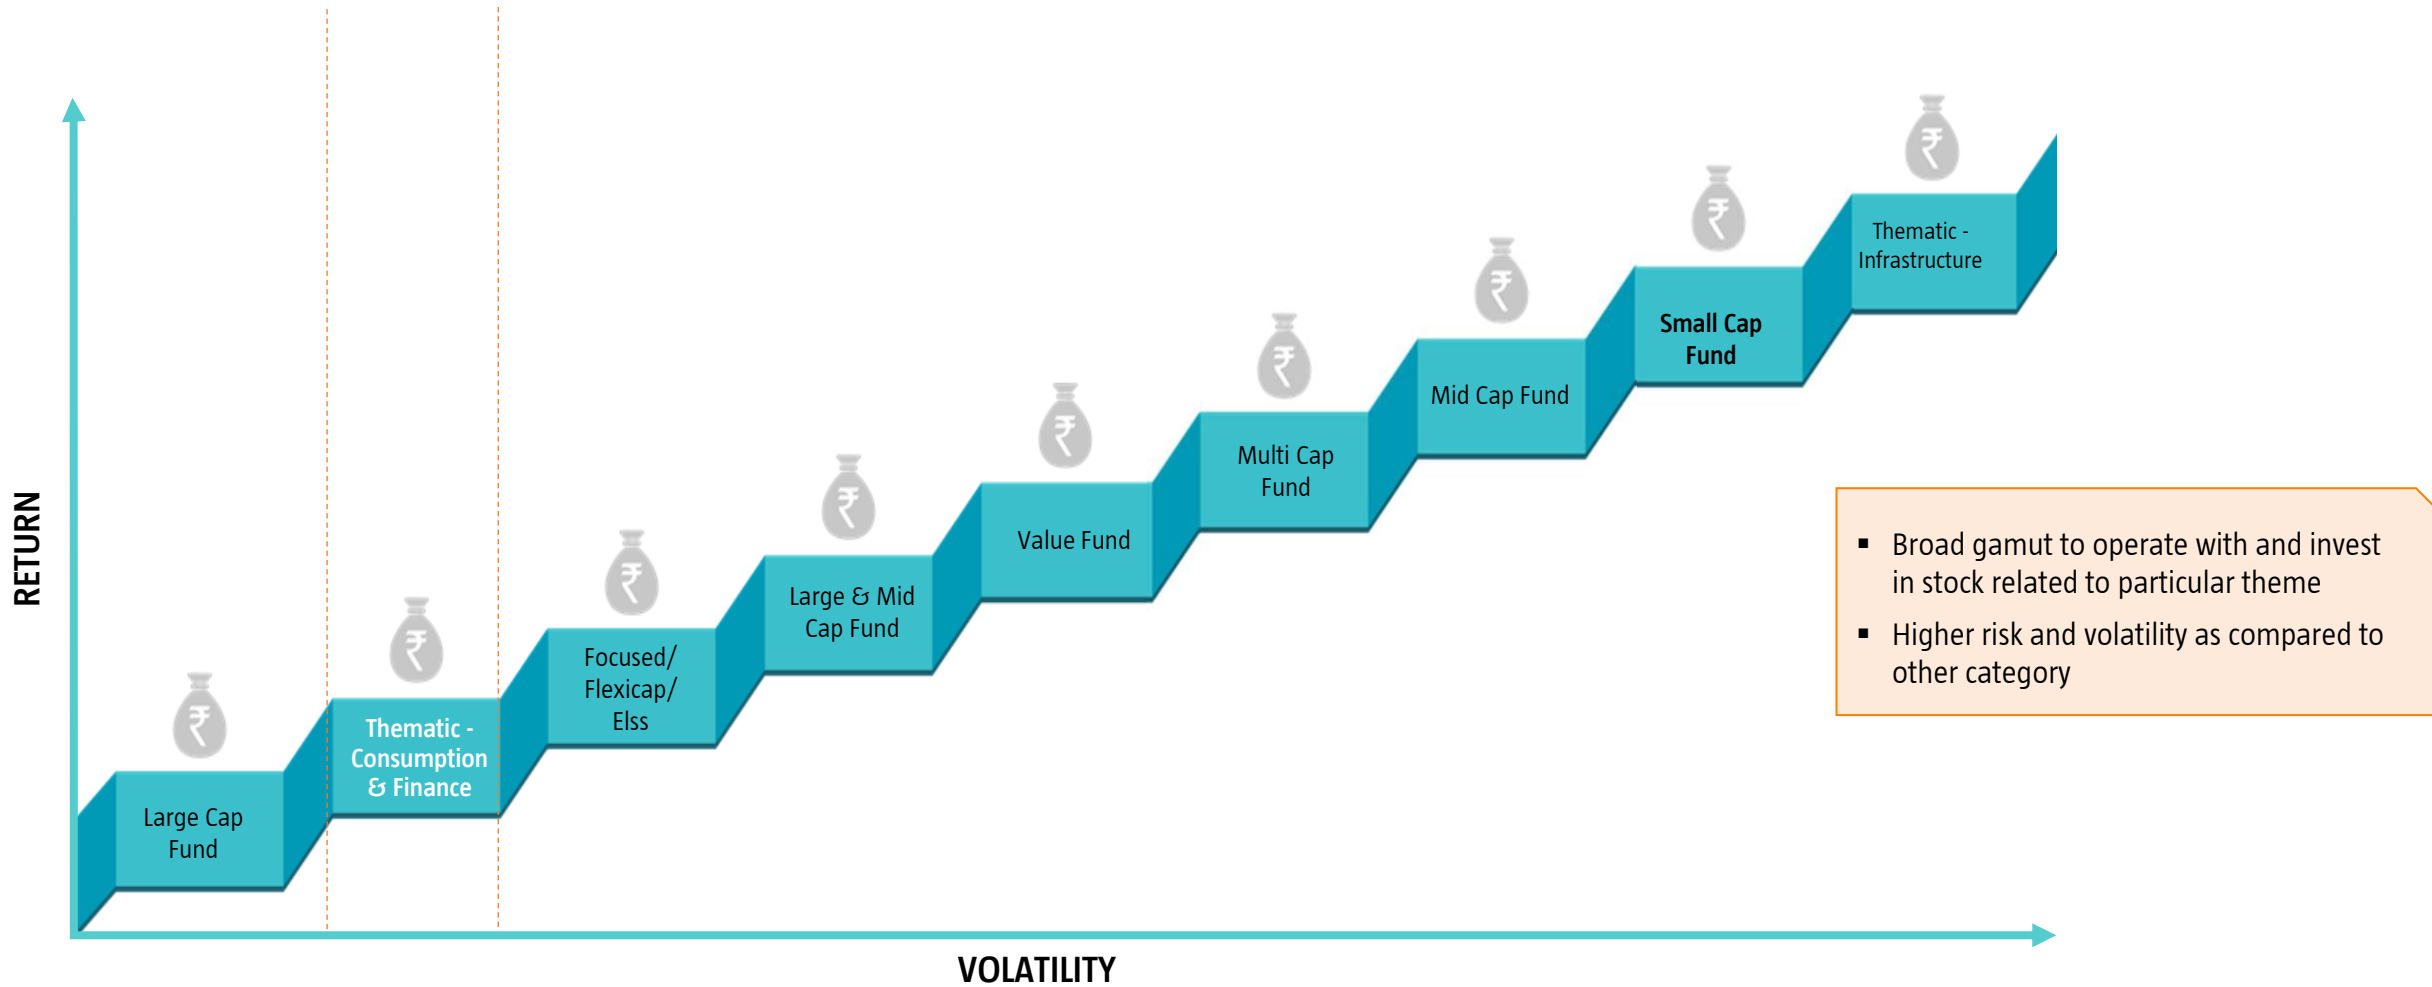 RETURN
Large Cap
Fund
Thematic -
Consumption
& Finance
Focused/
Flexicap/
Elss
Large & Mid
Cap Fund
Value Fund
Multi Cap
Fund
Mid Cap Fund
Small Cap
Fund
Thematic -
Infrastructure
▪ Broad gamut to operate with and invest
in stock related to particular theme
▪ Higher risk and volatility as compared to
other category
VOLATILITY
₹
₹
₹
₹
₹
₹
₹
₹
₹